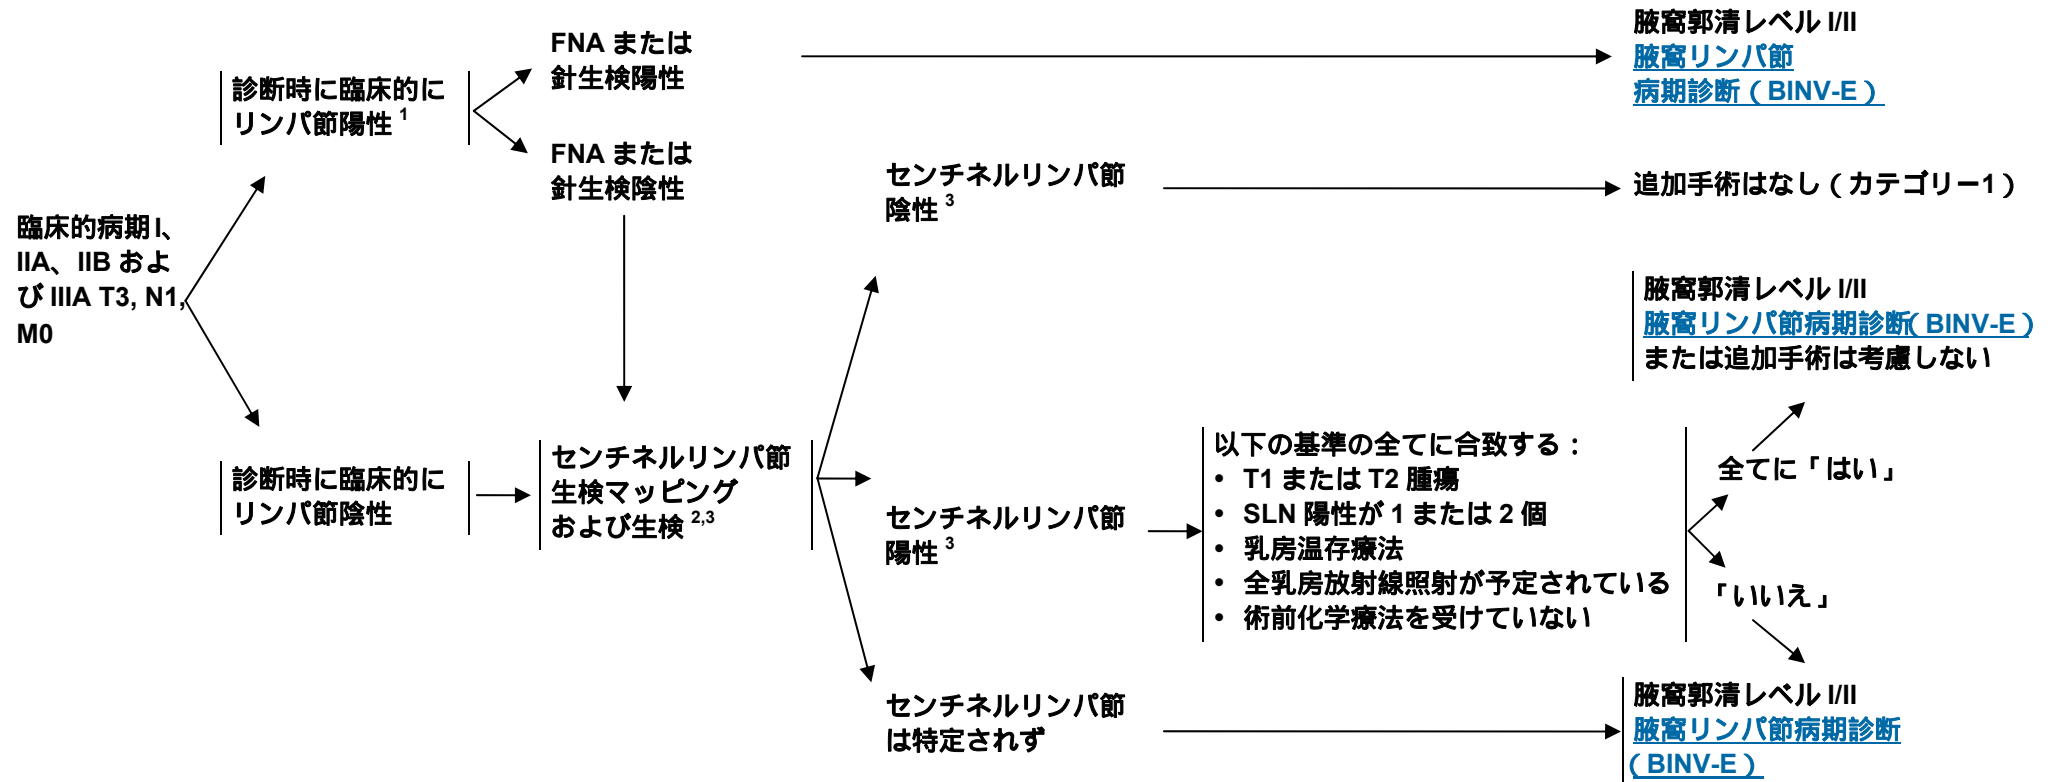 臨床的病期 I、
IIA、IIB およ
び IIIA T3, N1,
M0
診断時に臨床的に
リンパ節陽性 1
FNA または
針生検陽性
腋窩郭清レベル I/II
腋窩リンパ節
病期診断（BINV-E）
FNA または
針生検陰性
診断時に臨床的に
リンパ節陰性
センチネルリンパ節
生検マッピング
および生検 2,3
センチネルリンパ節
陰性 3
追加手術はなし（カテゴリー1）
センチネルリンパ節
陽性 3
以下の基準の全てに合致する：
• T1 または T2 腫瘍
• SLN 陽性が 1 または 2 個
• 乳房温存療法
• 全乳房放射線照射が予定されている
• 術前化学療法を受けていない
全てに「はい」
腋窩郭清レベル I/II
腋窩リンパ節病期診断（BINV-E）
または追加手術は考慮しない
「いいえ」
センチネルリンパ節
は特定されず
腋窩郭清レベル I/II
腋窩リンパ節病期診断
（BINV-E）